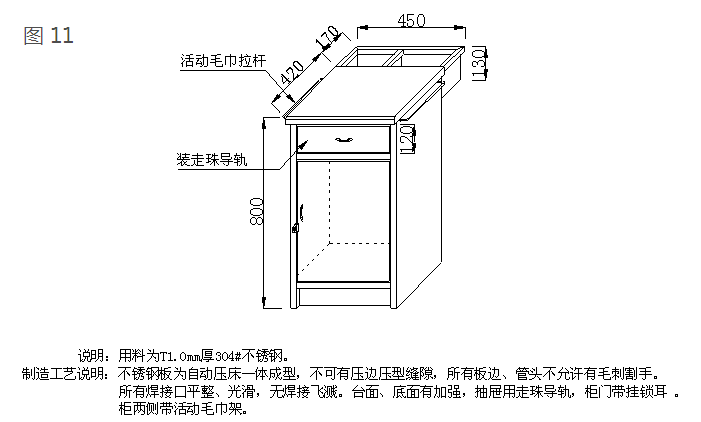 图 11
450
170
420
130
活动毛巾拉杆
120
装走珠导轨
800
说明：用料为T1.0mm厚304#不锈钢。
制造工艺说明：不锈钢板为自动压床一体成型，不可有压边压型缝隙，所有板边、管头不允许有毛刺割手。
所有焊接口平整、光滑，无焊接飞溅。台面、底面有加强，抽屉用走珠导轨，柜门带挂锁耳 。
柜两侧带活动毛巾架。